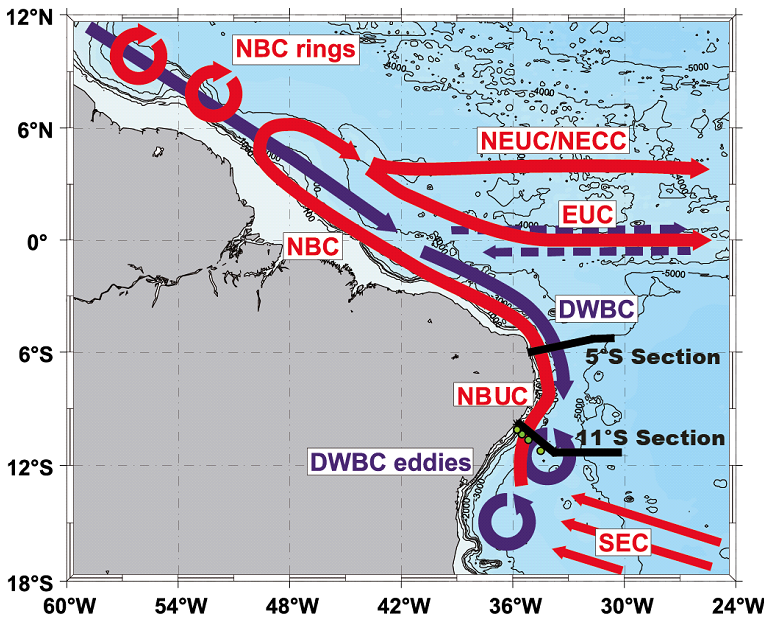 12°N
NBC rings
-5000
-4000
4000
6°N
NEUC/NECC
EUC
-4000
0°
NBC
-5000
DWBC
6°S
5°S Section
NBUC
-5000
11°S Section
DWBC eddies
12°S
-3000
-2000
SEC
18°S
60°W
54°W
48°W
42°W
36°W
30°W
24°W